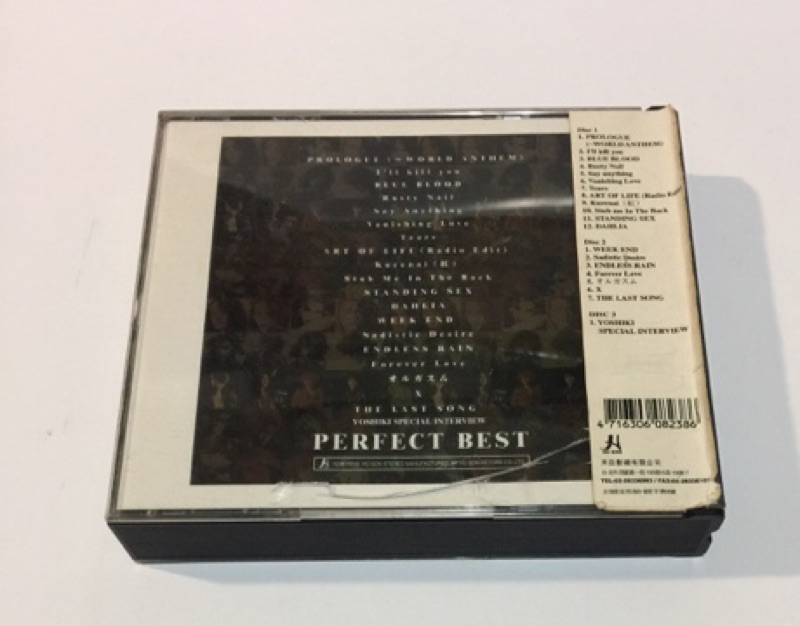 PROLOGUE (~WORLD ANTHEM)
I'll kill you
BLUE BLOOD
Rusty Nail
Say Anything
Vanishing Love
Tears
ART OF LIFE (Radio Edit)
Kurenai (紅)
Stab Me In The Back
STANDING SEX
DAHLIA
WEEK END
Sadistic Desire
ENDLESS RAIN
Forever Love
オルガスム
X
THE LAST SONG
YOSHIKI SPECIAL INTERVIEW
PERFECT BEST
Disc 1
1. PROLOGUE
(~WORLD ANTHEM)
2. I'll kill you
3. BLUE BLOOD
4. Rusty Nail
5. Say anything
6. Vanishing Love
7. Tears
8. ART OF LIFE (Radio
9. Kurenai (紅)
10. Stab me In The Back
11. STANDING SEX
12. DAHLIA
Disc 2
1. WEEK END
2. Sadistic Desire
3. ENDLESS RAIN
4. Forever Love
5. オルガスム
6. X
7. THE LAST SONG
DISC 3
1. YOSHIKI
SPECIAL INTERVIEW
4 716306 082386
有限公司